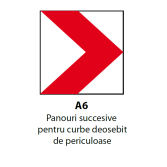 A6
Panouri succesive
pentru curbe deosebit
de periculoase